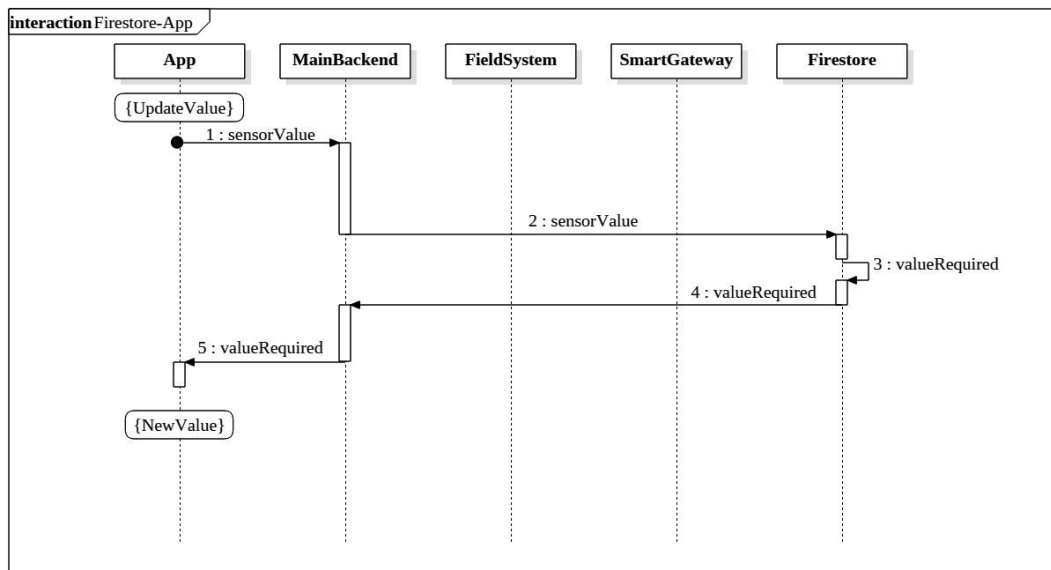 interaction Firestore-App
App MainBackend FieldSystem SmartGateway Firestore
{UpdateValue}
1 : sensorValue
2 : sensorValue
3 : valueRequired
4 : valueRequired
5 : valueRequired
{NewValue}